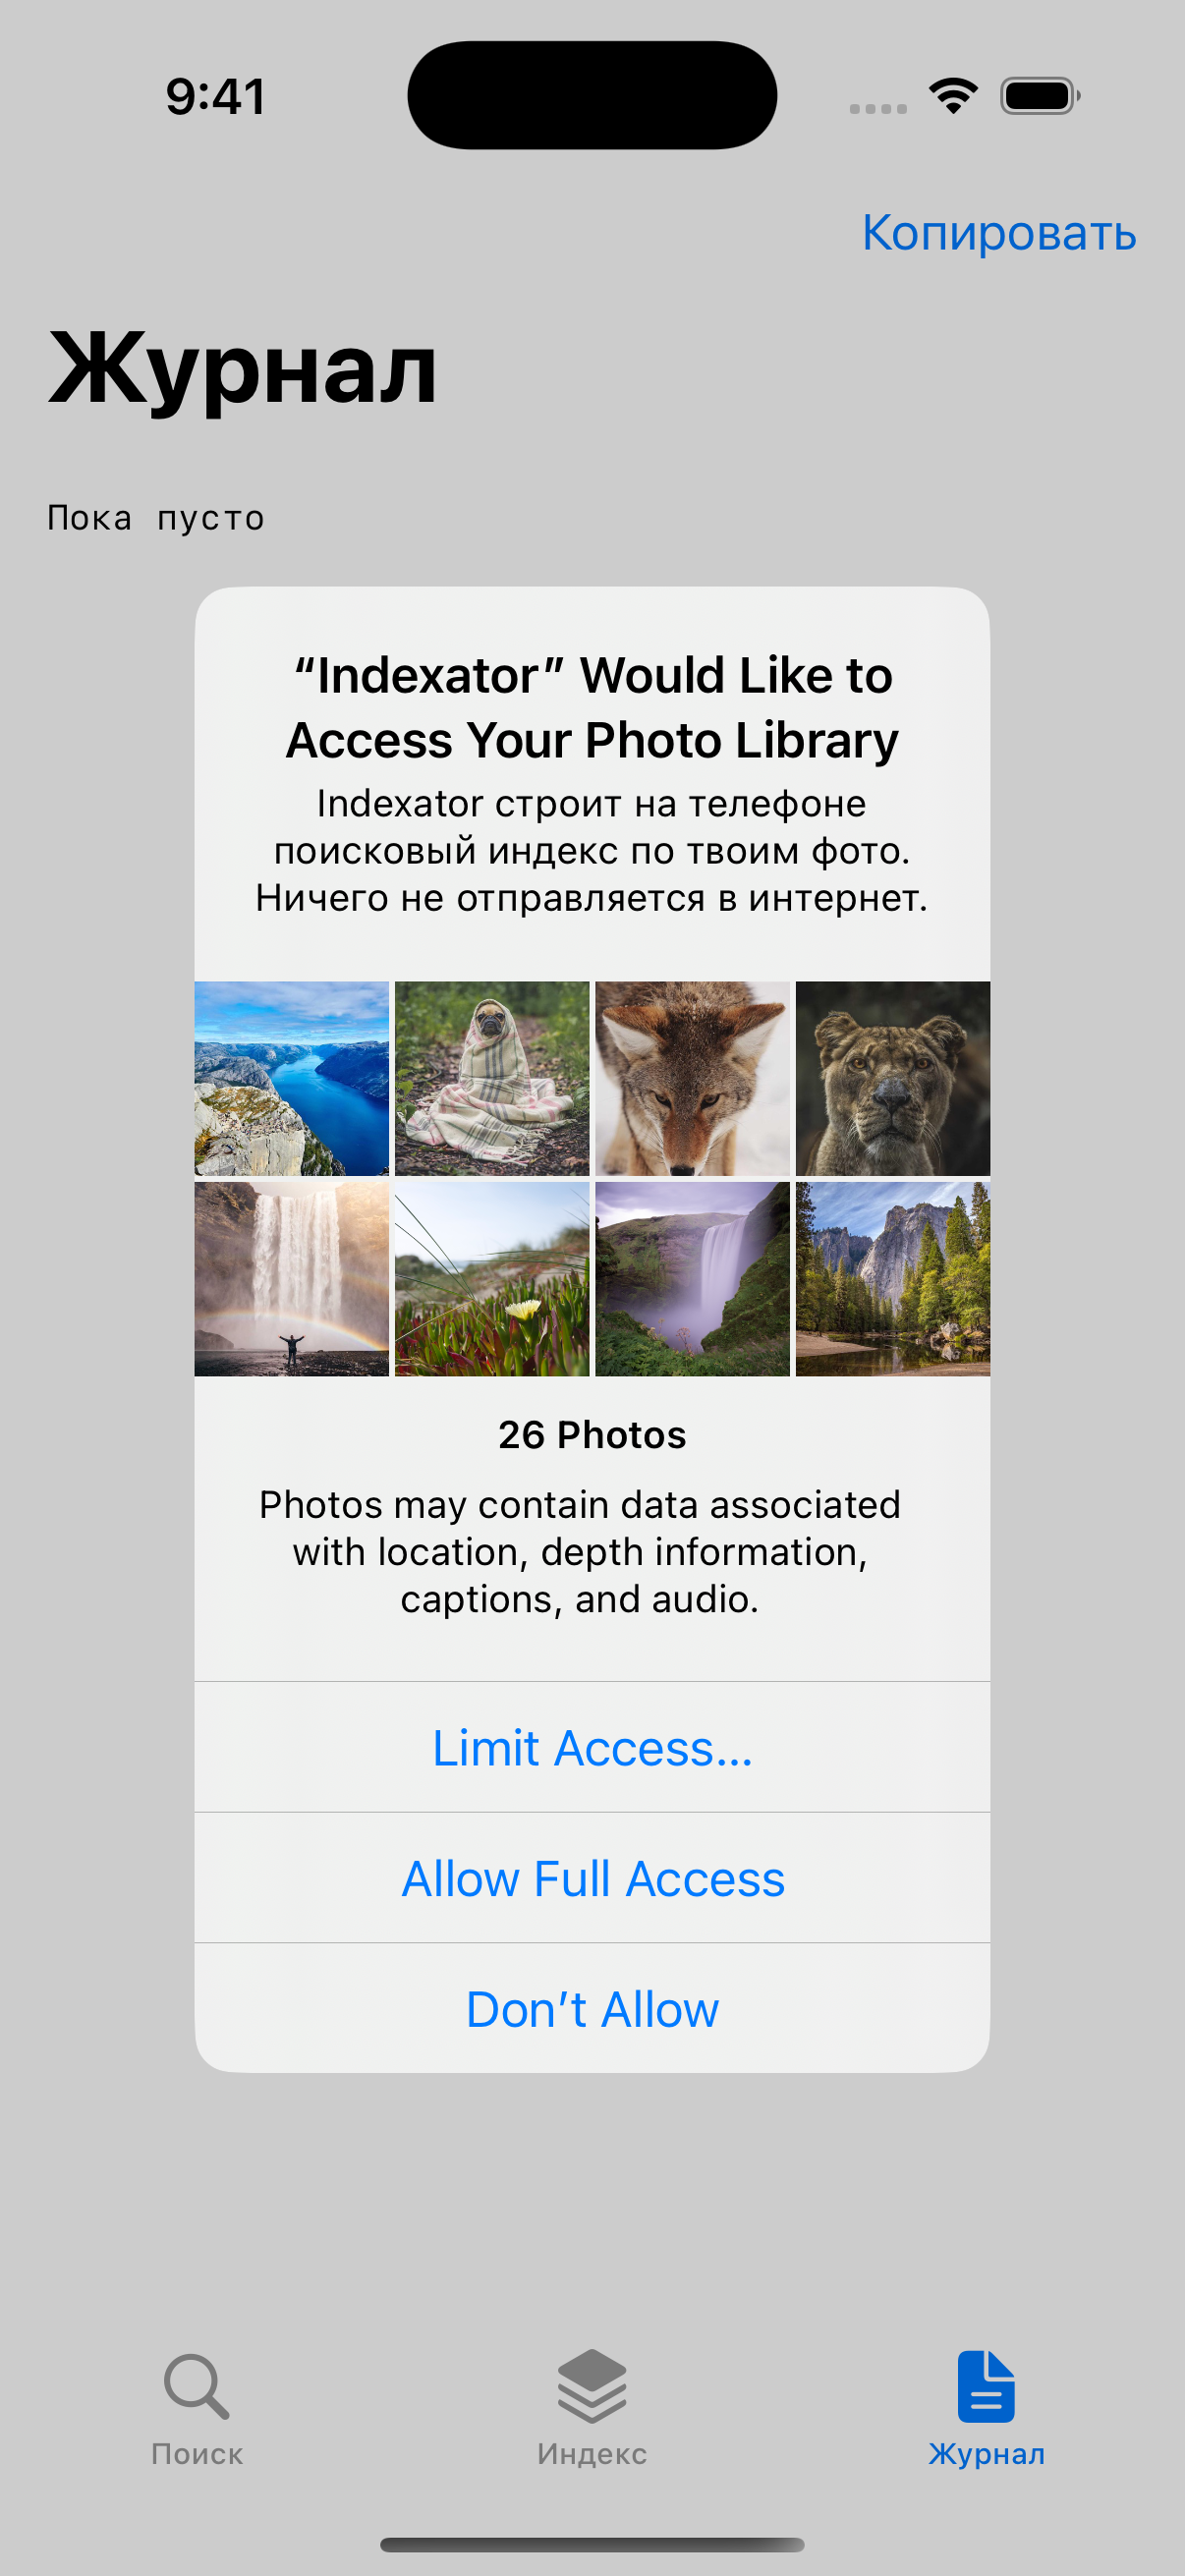 9:41
Копировать
Журнал
Пока пусто
“Indexator” Would Like to
Access Your Photo Library
Indexator строит на телефоне
поисковый индекс по твоим фото.
Ничего не отправляется в интернет.
26 Photos
Photos may contain data associated
with location, depth information,
captions, and audio.
Limit Access...
Allow Full Access
Don’t Allow
Поиск
Индекс
Журнал